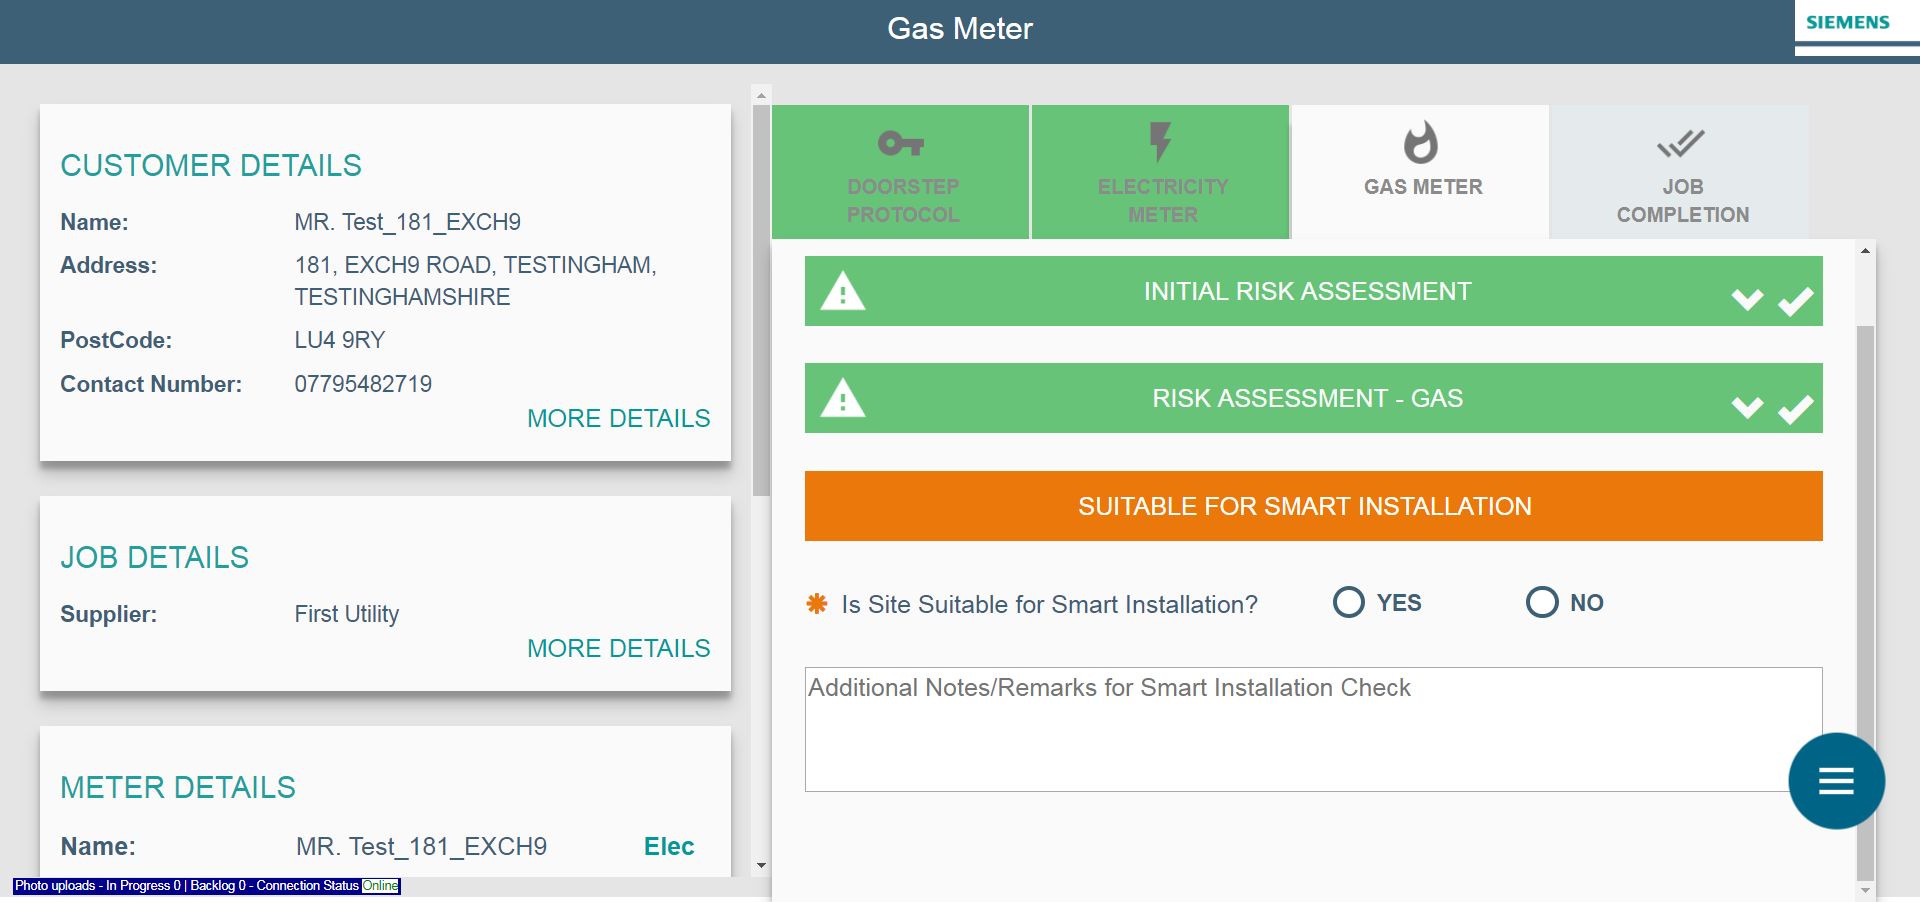 Gas Meter
SIEMENS
CUSTOMER DETAILS
Name: MR. Test_181_EXCH9
Address: 181, EXCH9 ROAD, TESTINGHAM,
TESTINGHAMSHIRE
PostCode: LU4 9RY
Contact Number: 07795482719
MORE DETAILS
JOB DETAILS
Supplier: First Utility
MORE DETAILS
METER DETAILS
Name: MR. Test_181_EXCH9 Elec
Photo uploads - In Progress 0 | Backlog 0 - Connection Status Online
DOORSTEP
PROTOCOL
ELECTRICITY
METER
GAS METER
JOB
COMPLETION
INITIAL RISK ASSESSMENT
RISK ASSESSMENT - GAS
SUITABLE FOR SMART INSTALLATION
Is Site Suitable for Smart Installation? YES NO
Additional Notes/Remarks for Smart Installation Check